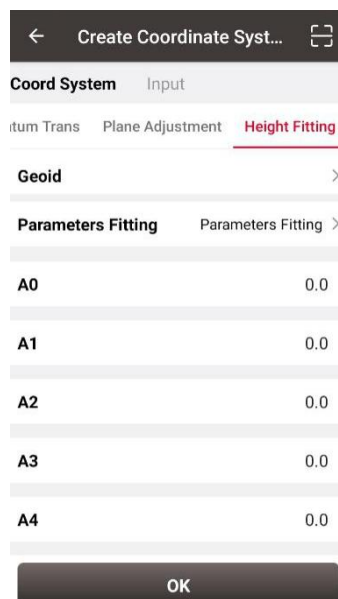 Create Coordinate Syst...
Coord System Input
tum Trans Plane Adjustment Height Fitting
Geoid
Parameters Fitting Parameters Fitting
A0 0.0
A1 0.0
A2 0.0
A3 0.0
A4 0.0
OK